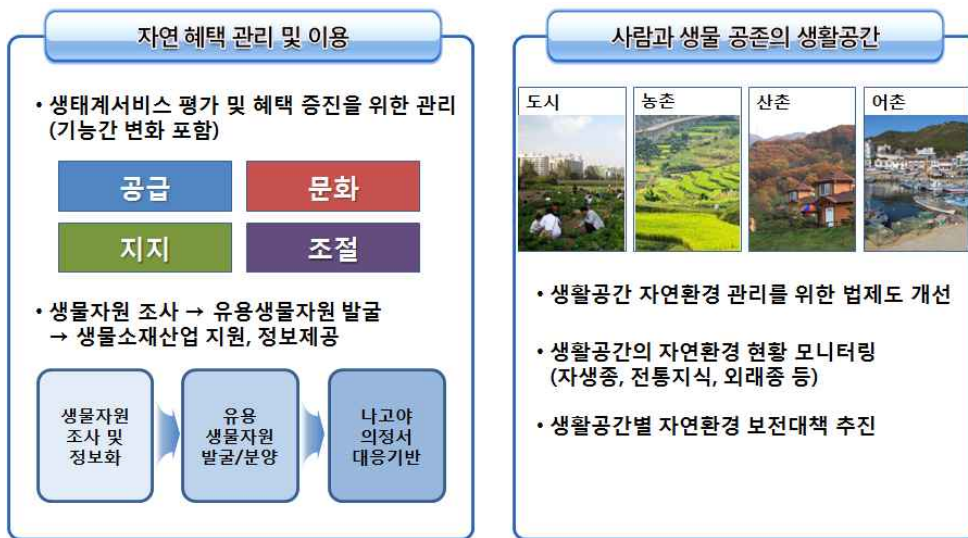 자연 혜택 관리 및 이용
• 생태계서비스 평가 및 혜택 증진을 위한 관리
(기능간 변화 포함)
공급
문화
지지
조절
• 생물자원 조사 → 유용생물자원 발굴
→ 생물소재산업 지원, 정보제공
생물자원
조사 및
정보화
유용
생물자원
발굴/분양
나고야
의정서
대응기반
사람과 생물 공존의 생활공간
도시
농촌
산촌
어촌
• 생활공간 자연환경 관리를 위한 법제도 개선
• 생활공간의 자연환경 현황 모니터링
(자생종, 전통지식, 외래종 등)
• 생활공간별 자연환경 보전대책 추진